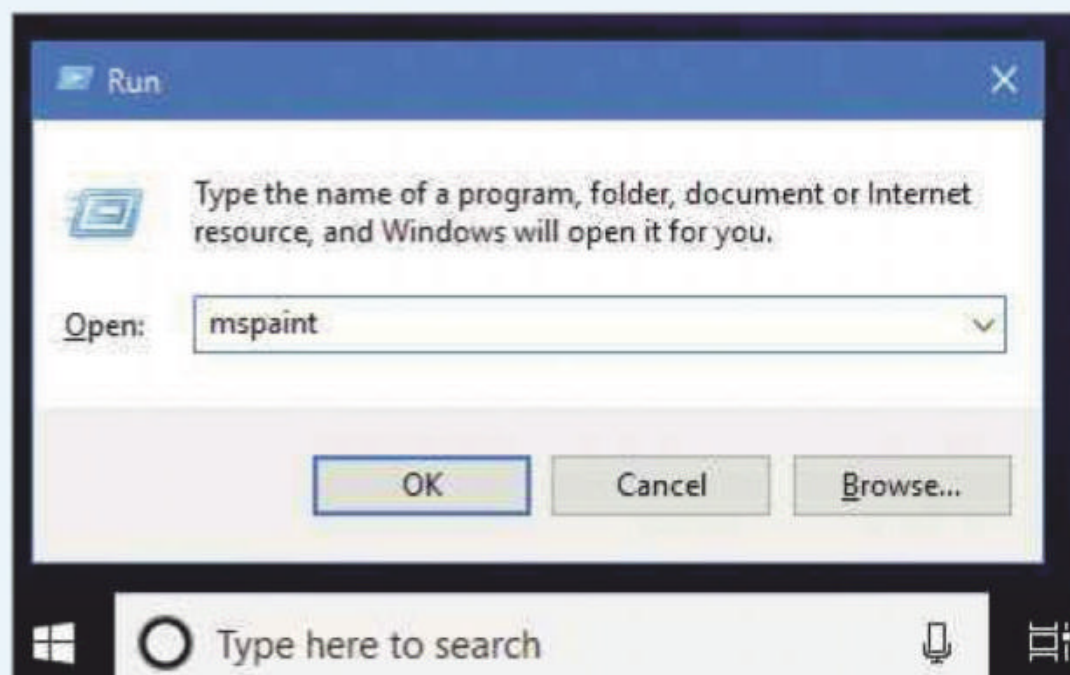 Run
Type the name of a program, folder, document or Internet
resource, and Windows will open it for you.
Open: mspaint
OK Cancel Browse...
Type here to search